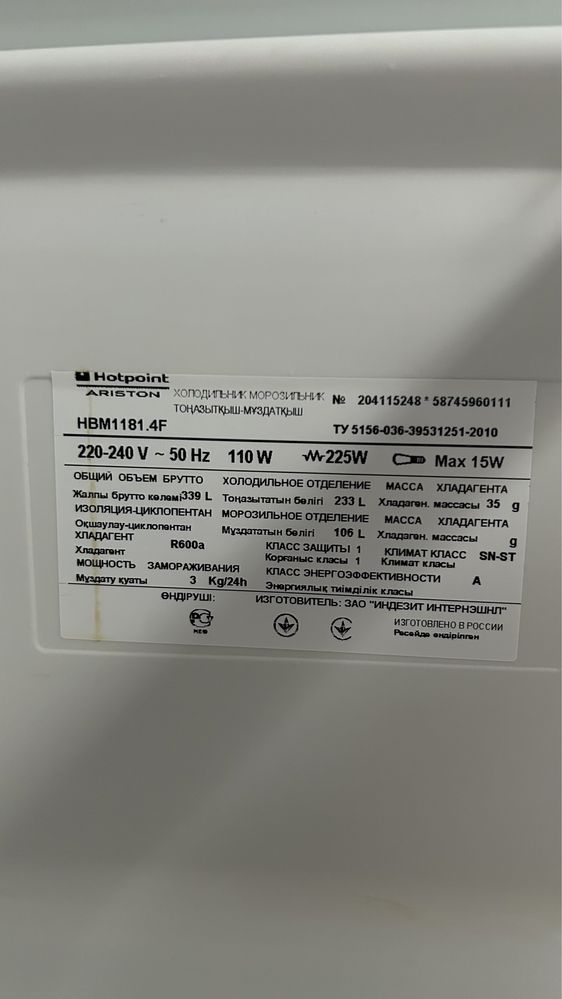 Hotpoint
ARISTON
ХОЛОДИЛЬНИК МОРОЗИЛЬНИК № 204115248 * 58745960111
ТОҢАЗЫТҚЫШ-МҰЗДАТҚЫШ
HBM1181.4F ТУ 5156-036-39531251-2010
220-240 V ~ 50 Hz 110 W 225W Max 15W
ОБЩИЙ ОБЪЕМ БРУТТО ХОЛОДИЛЬНОЕ ОТДЕЛЕНИЕ МАССА ХЛАДАГЕНТА
Жалпы брутто көлемі 339 L Тоңазытатын бөлігі 233 L Хладаген. массасы 35 g
ИЗОЛЯЦИЯ-ЦИКЛОПЕНТАН МОРОЗИЛЬНОЕ ОТДЕЛЕНИЕ МАССА ХЛАДАГЕНТА
Оқшаулау-циклопентан Мұздататын бөлігі 106 L Хладаген. массасы g
ХЛАДАГЕНТ R600a КЛАСС ЗАЩИТЫ 1 КЛИМАТ КЛАСС SN-ST
Хладагент Қорғаныс класы 1 Климат класы
МОЩНОСТЬ ЗАМОРАЖИВАНИЯ КЛАСС ЭНЕРГОЭФФЕКТИВНОСТИ A
Мұздату қуаты 3 Kg/24h Энергиялық тиімділік класы
ӨНДІРУШІ: ИЗГОТОВИТЕЛЬ: ЗАО "ИНДЕЗИТ ИНТЕРНЭШНЛ"
ИЗГОТОВЛЕНО В РОССИИ
Ресейде өндірілген